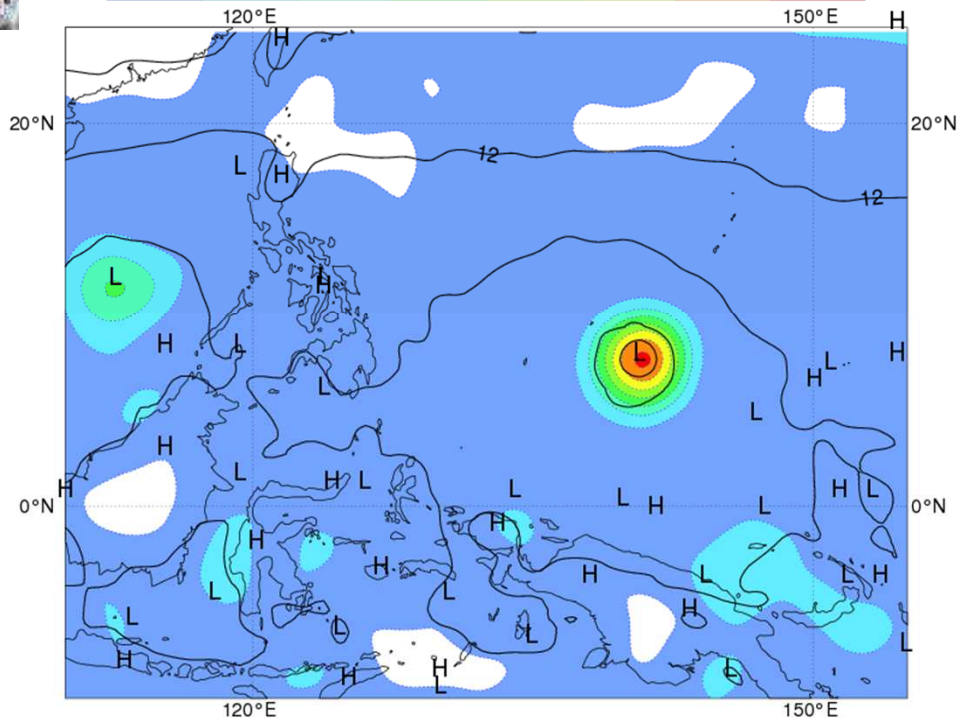 120°E 150°E H
H
20°N 20°N
12
L H
12
L L H
H L L L H
H
L
L
H
L H L
H L L H L H L
0°N 0°N
H
H
H H L L H
L L
H
L L L L
H H H L
L
120°E 150°E